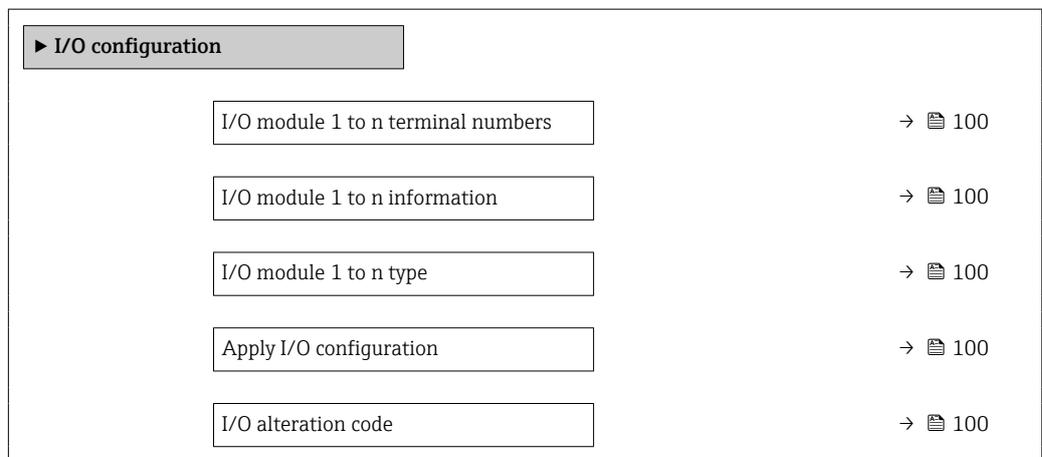 ▶ I/O configuration
I/O module 1 to n terminal numbers → 100
I/O module 1 to n information → 100
I/O module 1 to n type → 100
Apply I/O configuration → 100
I/O alteration code → 100